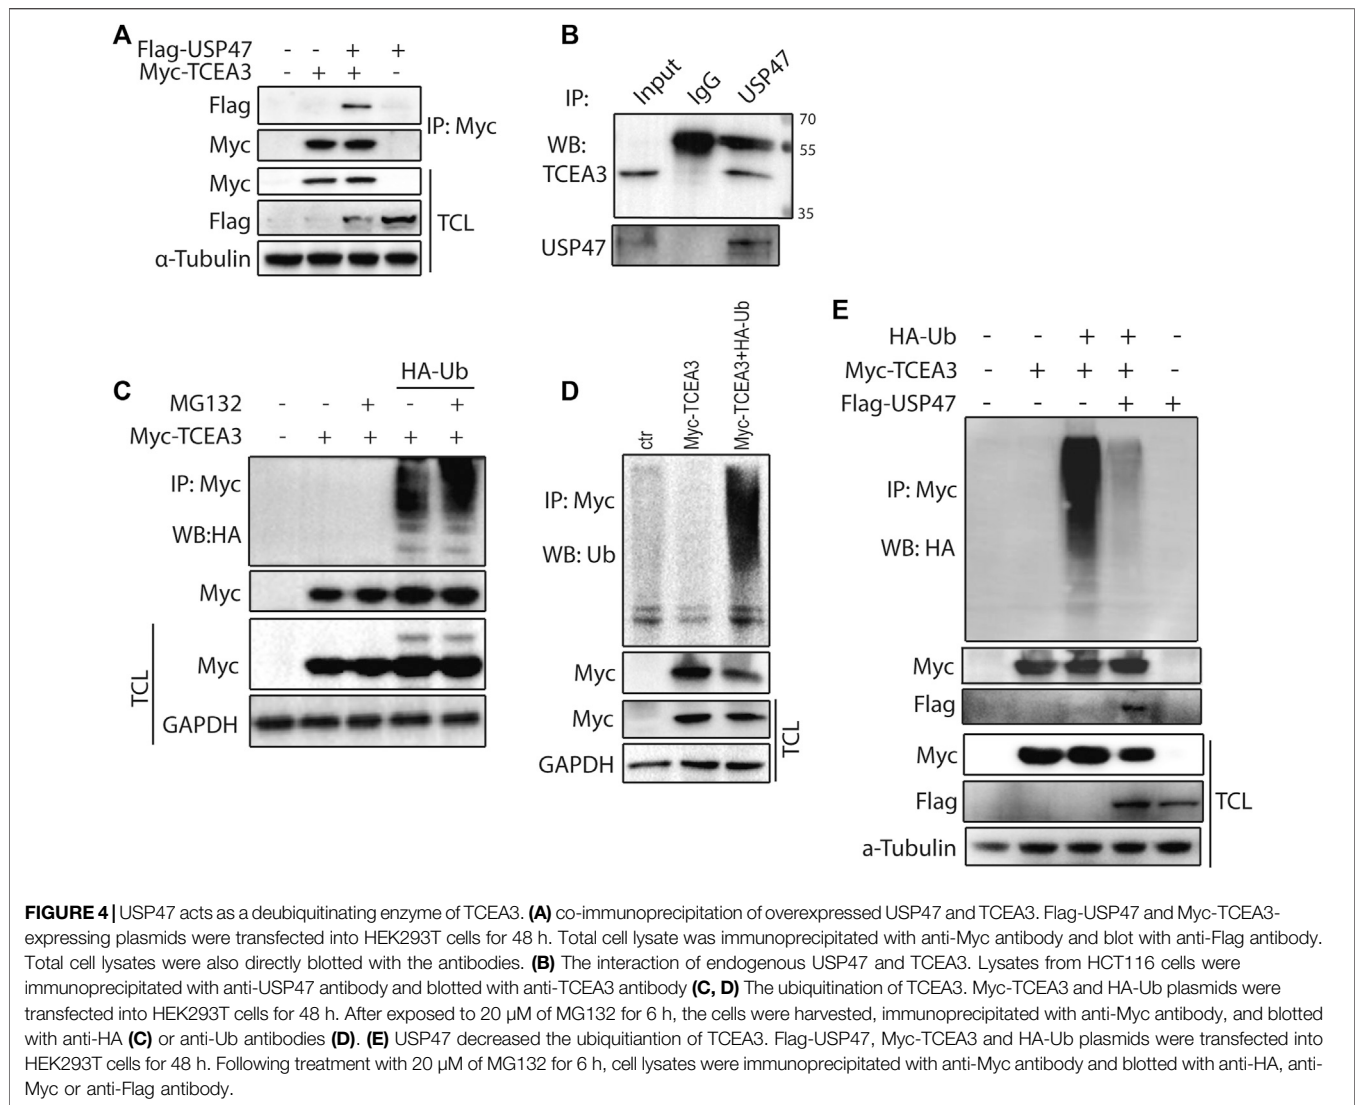 A
Flag-USP47 - - + +
Myc-TCEA3 - + + -
Flag
Myc
IP: Myc
Myc
Flag
TCL
α-Tubulin
B
IP: Input IgG USP47
WB:
TCEA3
70
55
35
USP47
C
HA-Ub
MG132 - - + - +
Myc-TCEA3 - + + + +
IP: Myc
WB:HA
Myc
Myc
GAPDH
TCL
D
ctr Myc-TCEA3 Myc-TCEA3+HA-Ub
IP: Myc
WB: Ub
Myc
Myc
GAPDH
TCL
E
HA-Ub - - + + -
Myc-TCEA3 - + + + -
Flag-USP47 - - - + +
IP: Myc
WB: HA
Myc
Flag
Myc
Flag
TCL
a-Tubulin
FIGURE 4 | USP47 acts as a deubiquitinating enzyme of TCEA3. (A) co-immunoprecipitation of overexpressed USP47 and TCEA3. Flag-USP47 and Myc-TCEA3-
expressing plasmids were transfected into HEK293T cells for 48 h. Total cell lysate was immunoprecipitated with anti-Myc antibody and blot with anti-Flag antibody.
Total cell lysates were also directly blotted with the antibodies. (B) The interaction of endogenous USP47 and TCEA3. Lysates from HCT116 cells were
immunoprecipitated with anti-USP47 antibody and blotted with anti-TCEA3 antibody (C, D) The ubiquitination of TCEA3. Myc-TCEA3 and HA-Ub plasmids were
transfected into HEK293T cells for 48 h. After exposed to 20 μM of MG132 for 6 h, the cells were harvested, immunoprecipitated with anti-Myc antibody, and blotted
with anti-HA (C) or anti-Ub antibodies (D). (E) USP47 decreased the ubiquitiantion of TCEA3. Flag-USP47, Myc-TCEA3 and HA-Ub plasmids were transfected into
HEK293T cells for 48 h. Following treatment with 20 μM of MG132 for 6 h, cell lysates were immunoprecipitated with anti-Myc antibody and blotted with anti-HA, anti-
Myc or anti-Flag antibody.